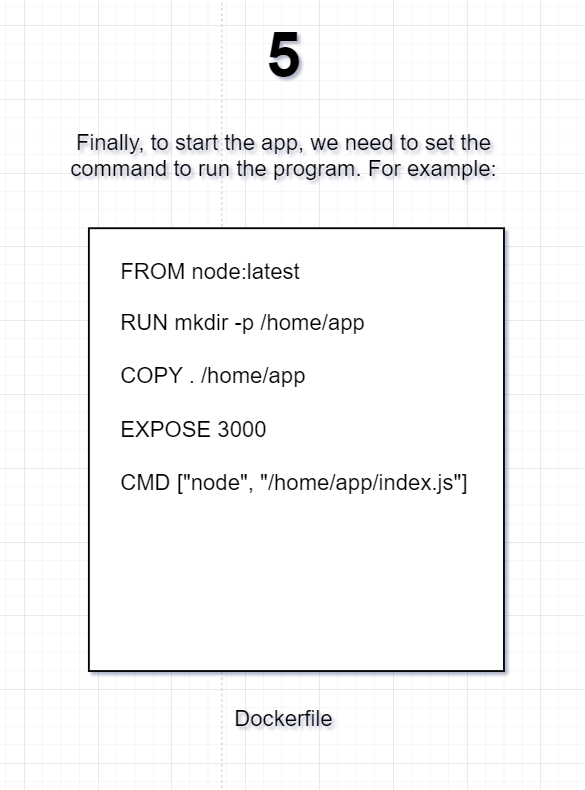 5
Finally, to start the app, we need to set the
command to run the program. For example:
FROM node:latest
RUN mkdir -p /home/app
COPY . /home/app
EXPOSE 3000
CMD ["node", "/home/app/index.js"]
Dockerfile